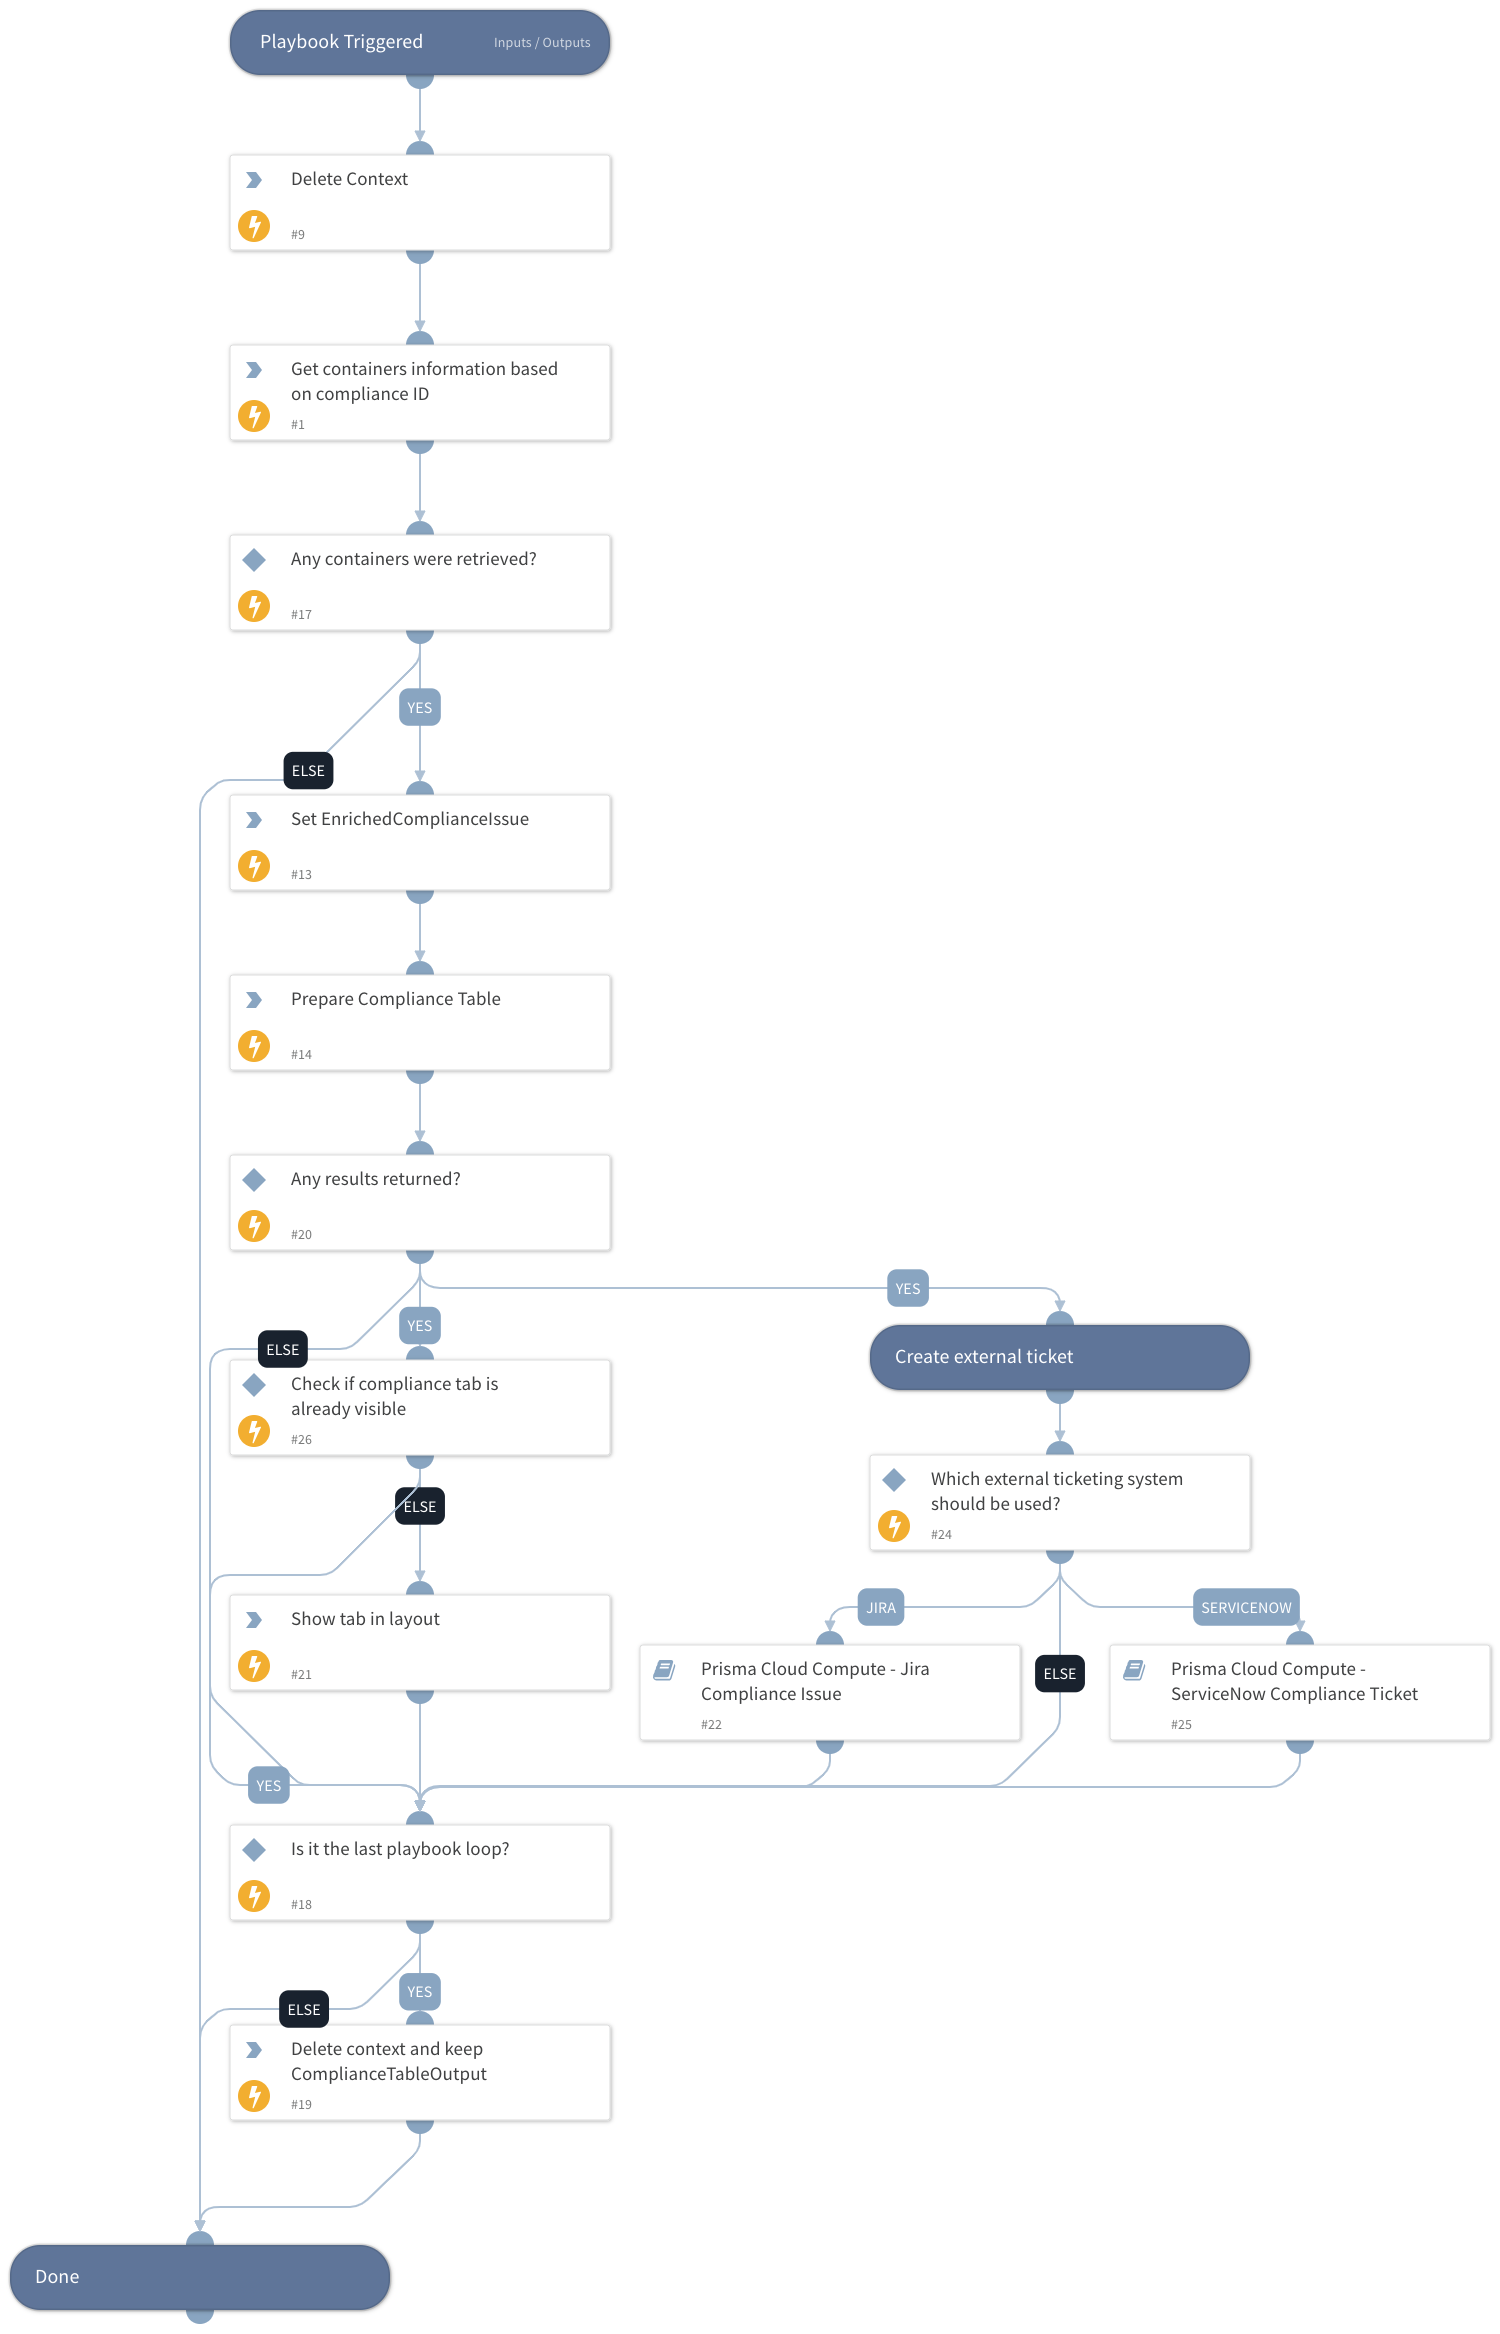 Playbook Triggered
Inputs / Outputs
Delete Context
#9
Get containers information based
on compliance ID
#1
Any containers were retrieved?
#17
YES
ELSE
Set EnrichedComplianceIssue
#13
Prepare Compliance Table
#14
Any results returned?
#20
YES
YES
ELSE
Create external ticket
Check if compliance tab is
already visible
#26
Which external ticketing system
should be used?
#24
ELSE
JIRA
SERVICENOW
Show tab in layout
#21
Prisma Cloud Compute - Jira
Compliance Issue
#22
ELSE
Prisma Cloud Compute -
ServiceNow Compliance Ticket
#25
YES
Is it the last playbook loop?
#18
YES
ELSE
Delete context and keep
ComplianceTableOutput
#19
Done